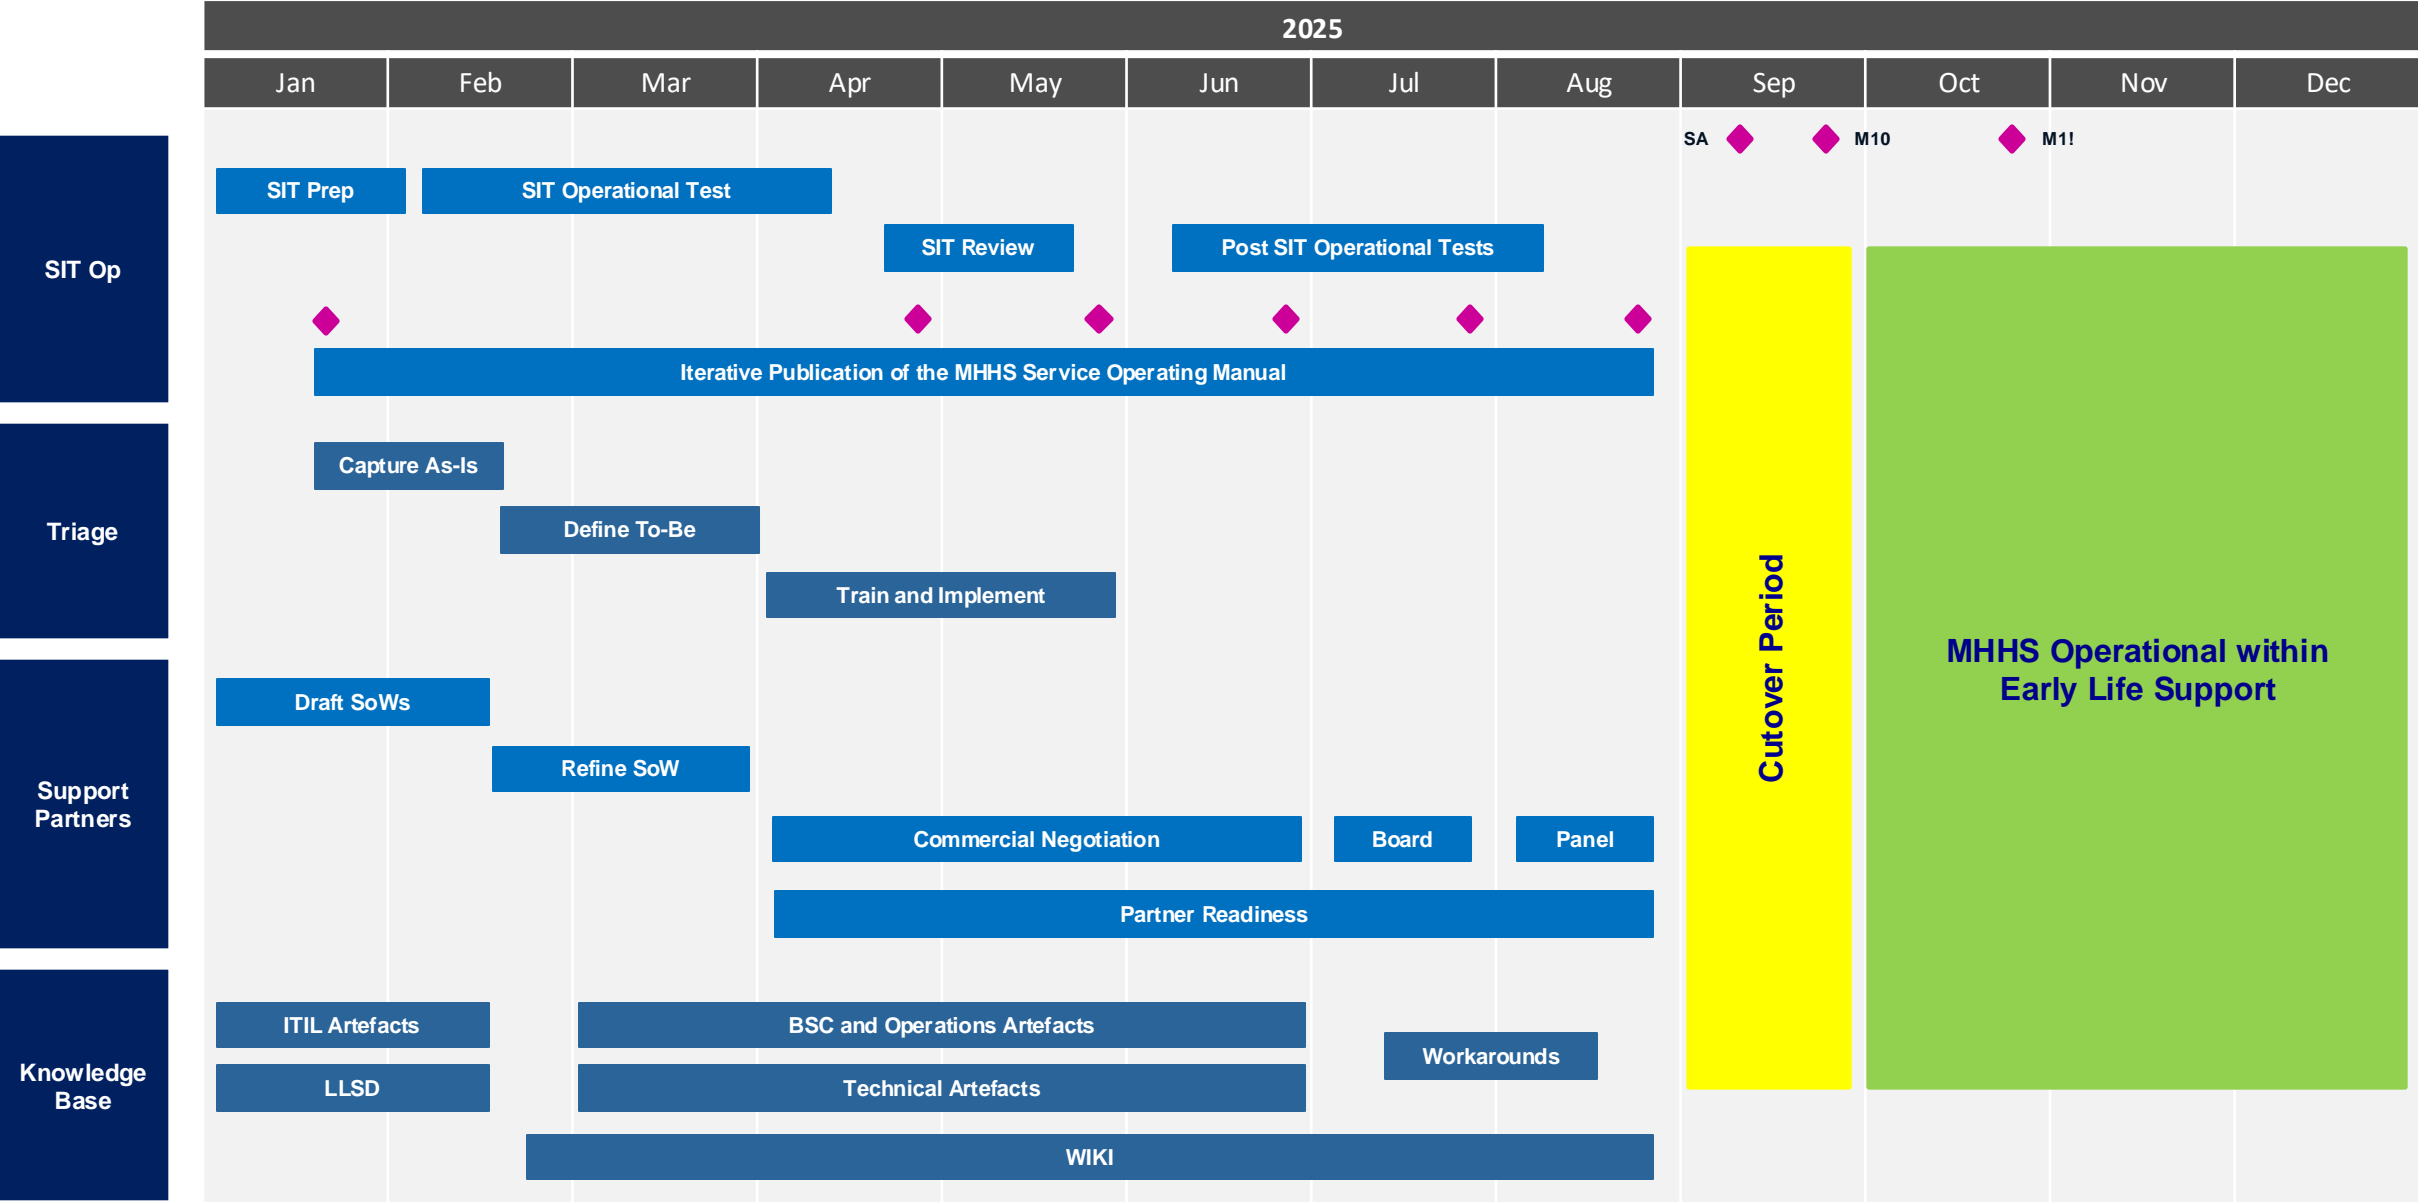 2025
Jan
Feb
Mar
Apr
May
Jun
Jul
Aug
Sep
Oct
Nov
Dec
SA
M10
M1!
SIT Op
SIT Prep
SIT Operational Test
SIT Review
Post SIT Operational Tests
Iterative Publication of the MHHS Service Operating Manual
Triage
Capture As-Is
Define To-Be
Train and Implement
Support
Partners
Draft SoWs
Refine SoW
Commercial Negotiation
Board
Panel
Partner Readiness
Knowledge
Base
ITIL Artefacts
BSC and Operations Artefacts
Workarounds
LLSD
Technical Artefacts
WIKI
Cutover Period
MHHS Operational within
Early Life Support